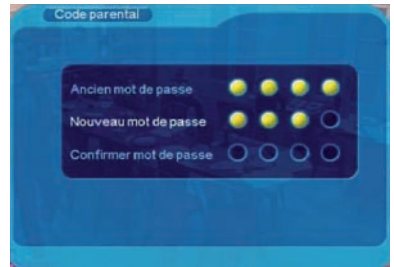 Code parental
Ancien mot de passe
Nouveau mot de passe
Confirmer mot de passe